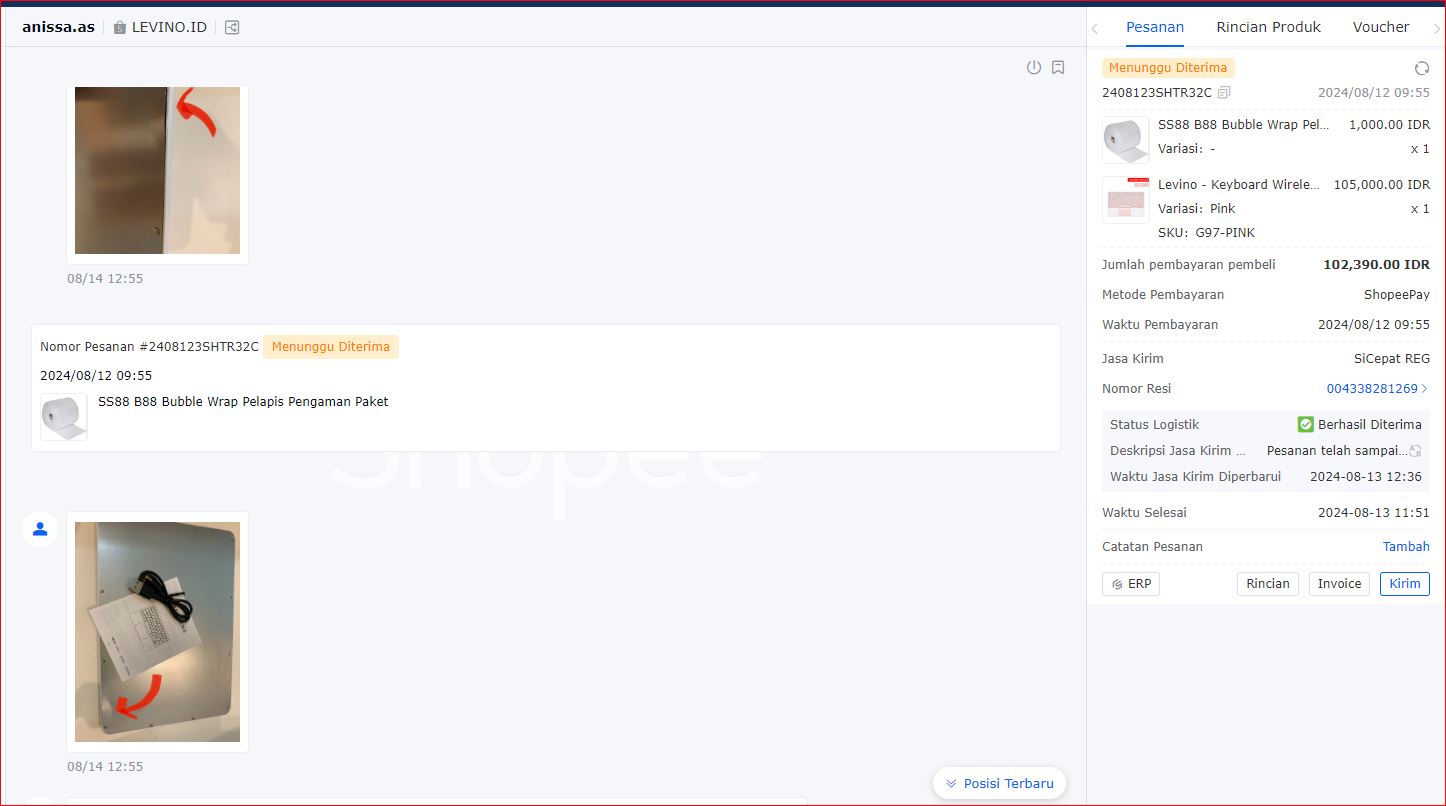 anissa.as
LEVINO.ID
08/14 12:55
Nomor Pesanan #2408123SHTR32C Menunggu Diterima
2024/08/12 09:55
SS88 B88 Bubble Wrap Pelapis Pengaman Paket
Shopee
08/14 12:55
Posisi Terbaru
Pesanan Rincian Produk Voucher
Menunggu Diterima
2408123SHTR32C 2024/08/12 09:55
SS88 B88 Bubble Wrap Pel... 1,000.00 IDR
Variasi: - x 1
Levino - Keyboard Wirele... 105,000.00 IDR
Variasi: Pink x 1
SKU: G97-PINK
Jumlah pembayaran pembeli 102,390.00 IDR
Metode Pembayaran ShopeePay
Waktu Pembayaran 2024/08/12 09:55
Jasa Kirim SiCepat REG
Nomor Resi 004338281269
Status Logistik Berhasil Diterima
Deskripsi Jasa Kirim ... Pesanan telah sampai...
Waktu Jasa Kirim Diperbarui 2024-08-13 12:36
Waktu Selesai 2024-08-13 11:51
Catatan Pesanan Tambah
ERP Rincian Invoice Kirim